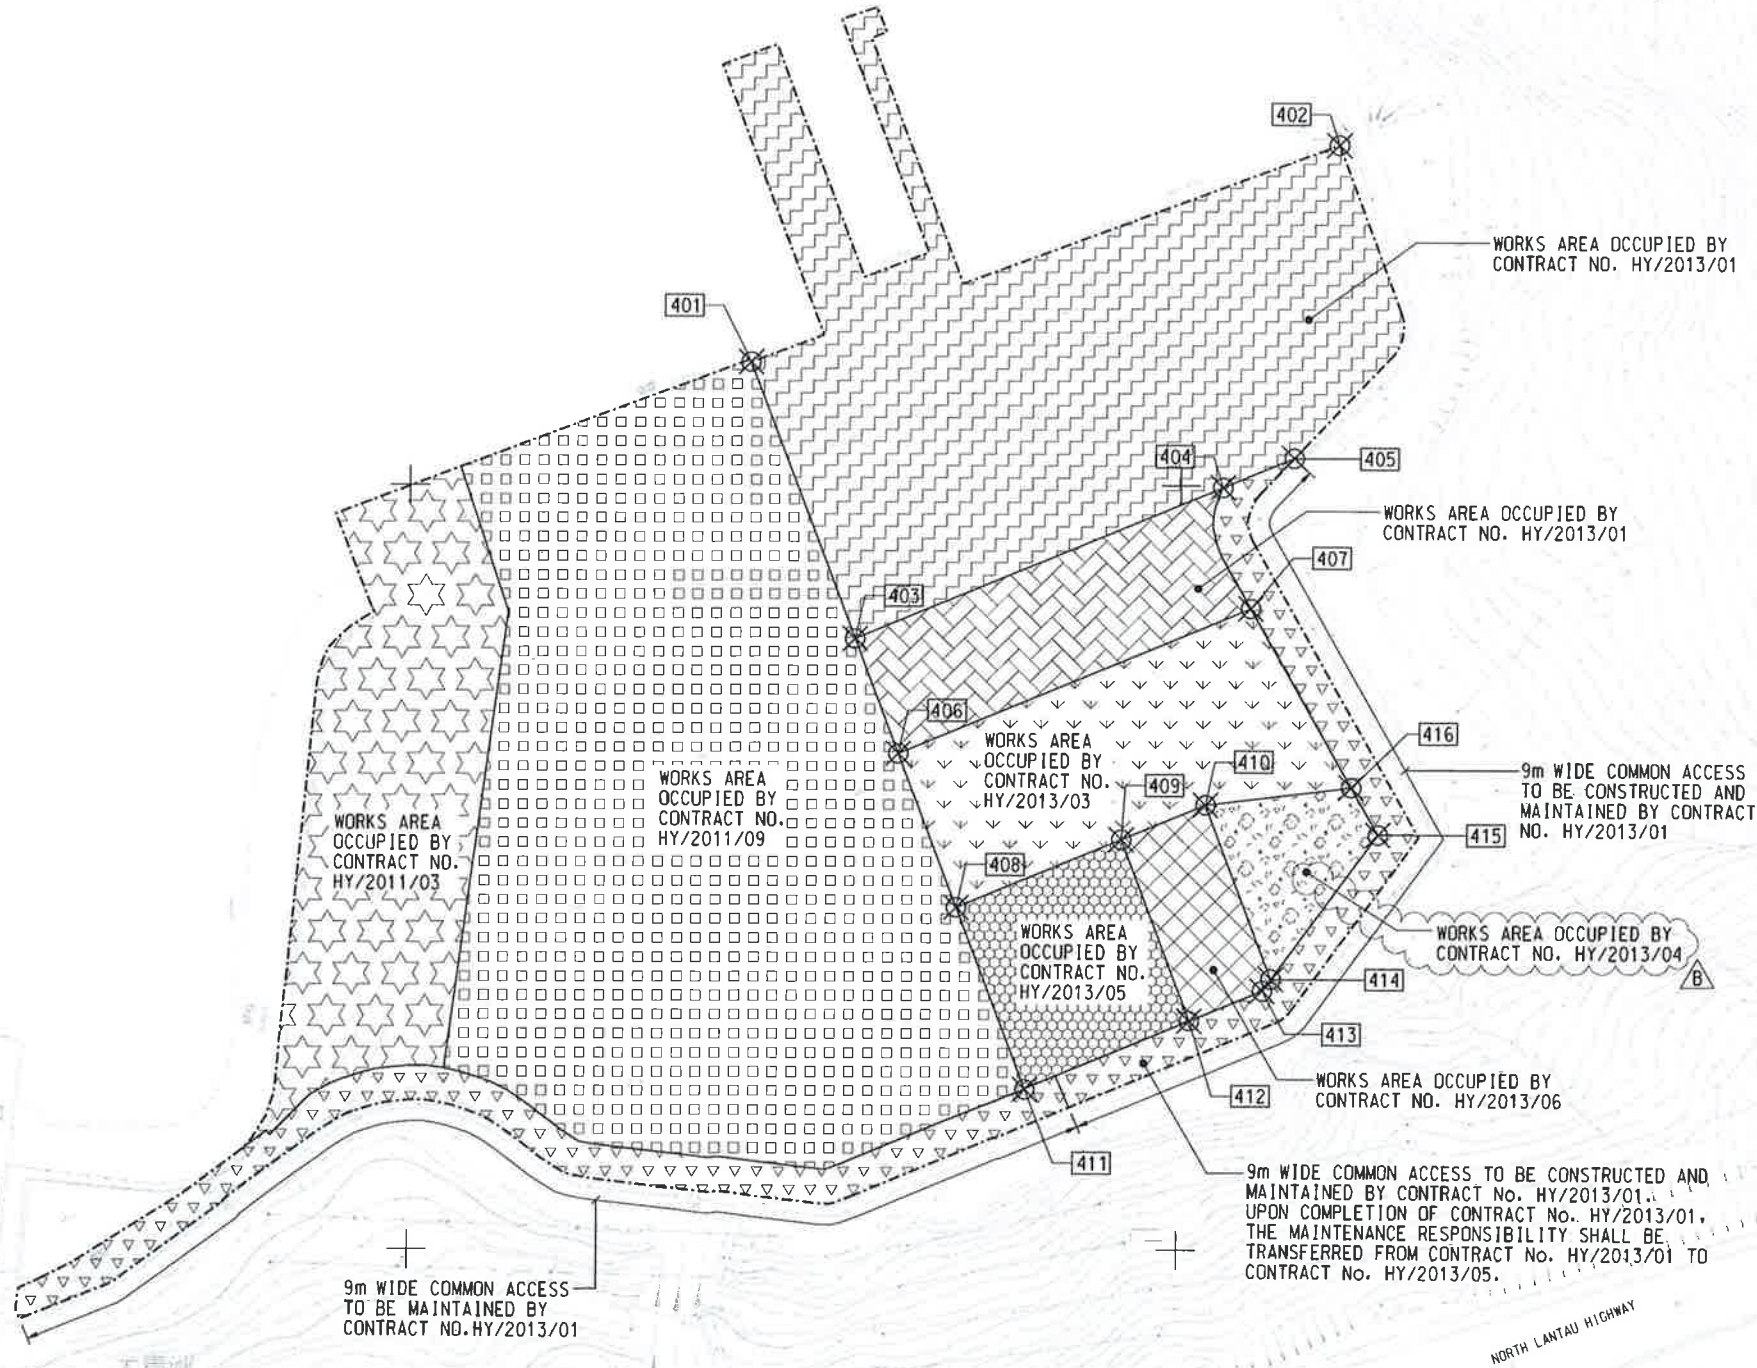 402
WORKS AREA OCCUPIED BY
CONTRACT NO. HY/2013/01
401
404
405
WORKS AREA OCCUPIED BY
CONTRACT NO. HY/2013/01
407
403
406
WORKS AREA
OCCUPIED BY
CONTRACT NO.
HY/2013/03
416
410
409
9m WIDE COMMON ACCESS
TO BE CONSTRUCTED AND
MAINTAINED BY CONTRACT
NO. HY/2013/01
WORKS AREA
OCCUPIED BY
CONTRACT NO.
HY/2011/09
WORKS AREA
OCCUPIED BY
CONTRACT NO.
HY/2011/03
415
408
WORKS AREA
OCCUPIED BY
CONTRACT NO.
HY/2013/05
WORKS AREA OCCUPIED BY
CONTRACT NO. HY/2013/04
B
414
413
WORKS AREA OCCUPIED BY
CONTRACT NO. HY/2013/06
412
411
9m WIDE COMMON ACCESS TO BE CONSTRUCTED AND
MAINTAINED BY CONTRACT No. HY/2013/01.
UPON COMPLETION OF CONTRACT No. HY/2013/01,
THE MAINTENANCE RESPONSIBILITY SHALL BE
TRANSFERRED FROM CONTRACT No. HY/2013/01 TO
CONTRACT No. HY/2013/05.
9m WIDE COMMON ACCESS
TO BE MAINTAINED BY
CONTRACT NO.HY/2013/01
NORTH LANTAU HIGHWAY